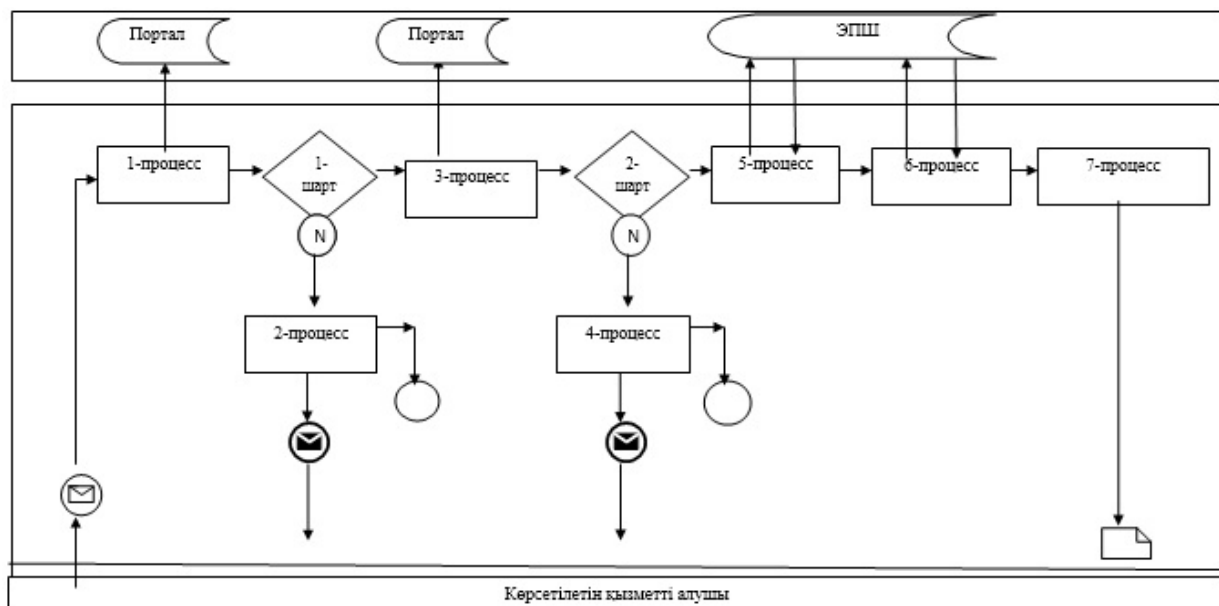 Портал
Портал
ЭПШ
1-процесс
1-
шарт
3-процесс
2-
шарт
5-процесс
6-процесс
7-процесс
N
N
2-процесс
4-процесс
Көрсетілетін қызметті алушы